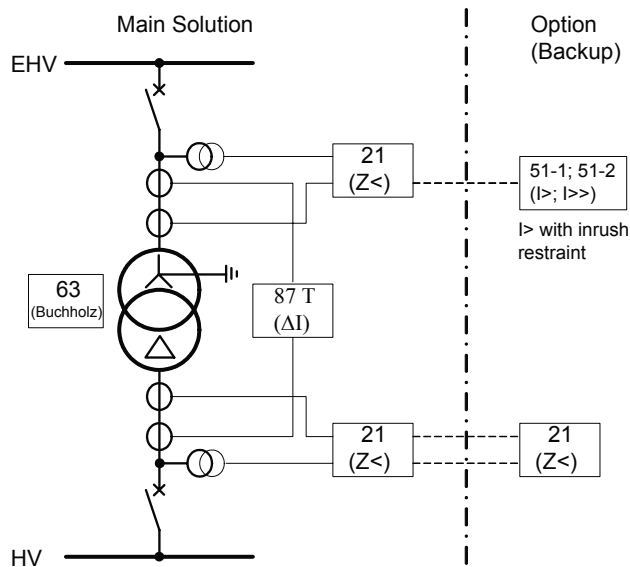 Main Solution
Option
(Backup)
EHV
21
(Z<)
51-1; 51-2
(I>; I>>)
I> with inrush
restraint
63
(Buchholz)
87 T
(ΔI)
21
(Z<)
21
(Z<)
HV